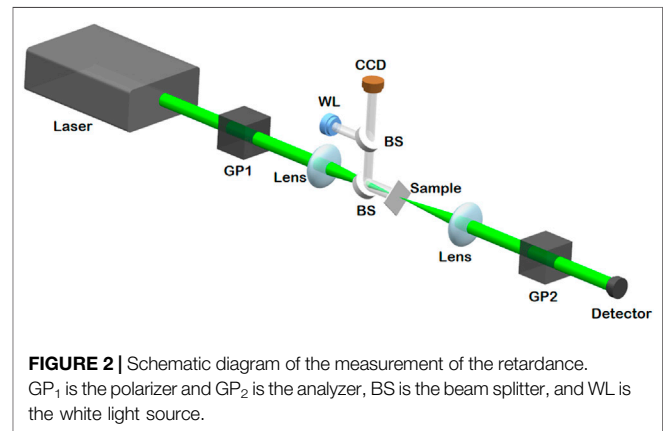 CCD
WL
BS
Laser
GP1
Lens
BS
Sample
Lens
GP2
Detector
FIGURE 2 | Schematic diagram of the measurement of the retardance.
GP₁ is the polarizer and GP₂ is the analyzer, BS is the beam splitter, and WL is
the white light source.